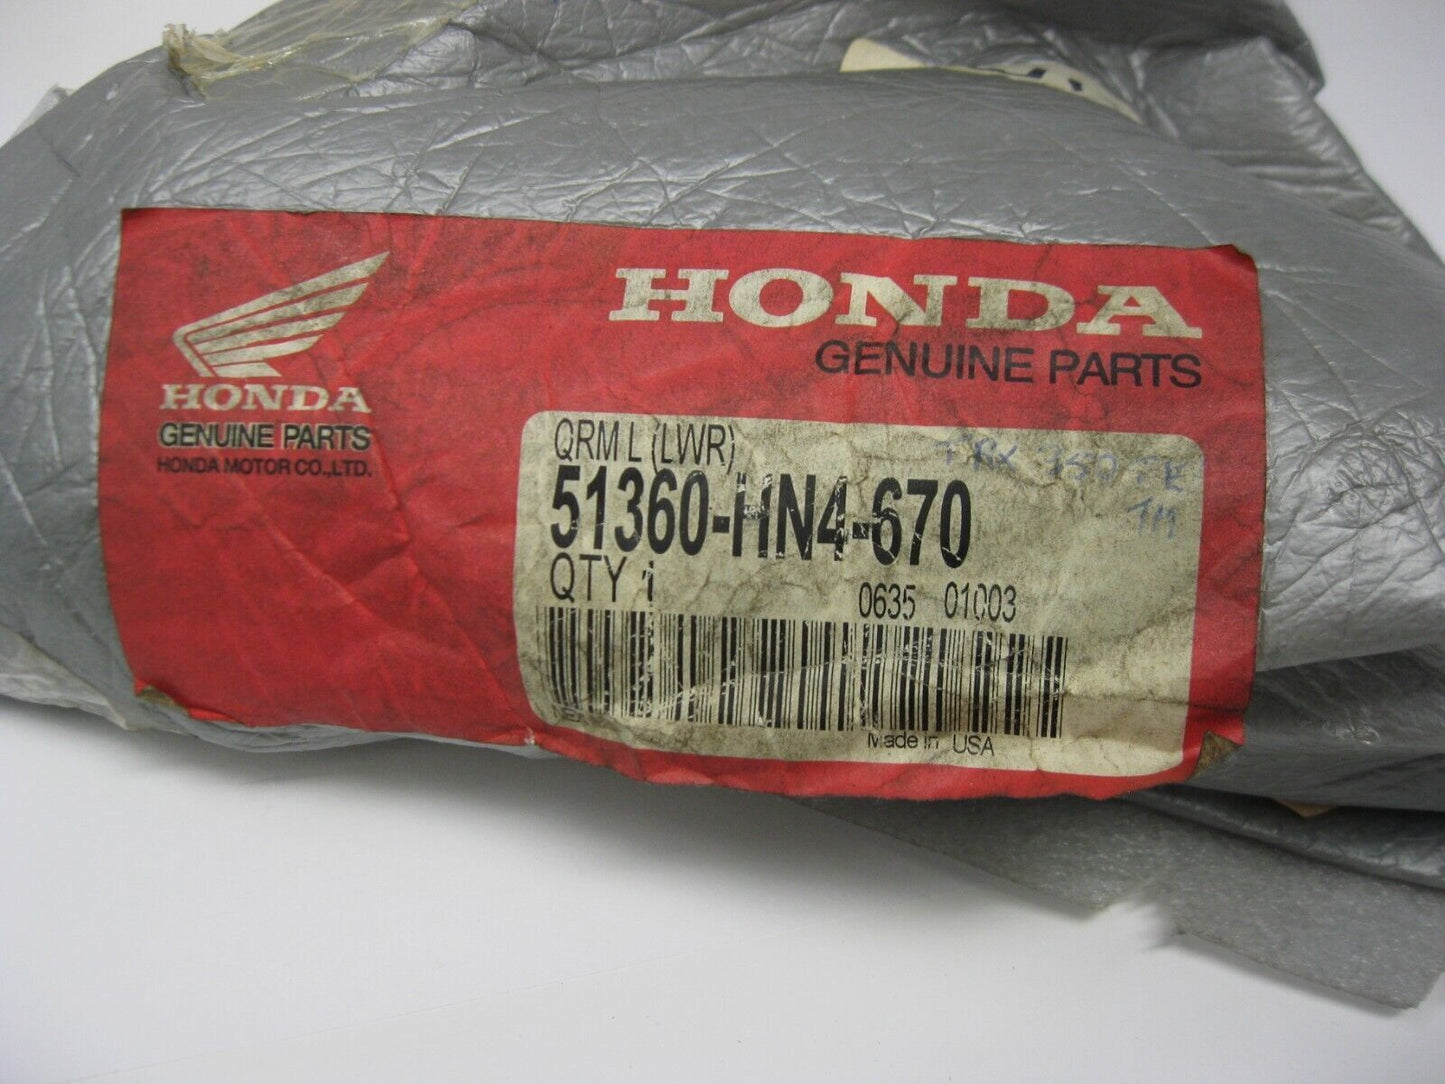 HONDA
GENUINE PARTS
HONDA MOTOR CO.,LTD.
HONDA
GENUINE PARTS
QRM L (LWR)
51360-HN4-670
QTY 1
0635 01003
Made in USA